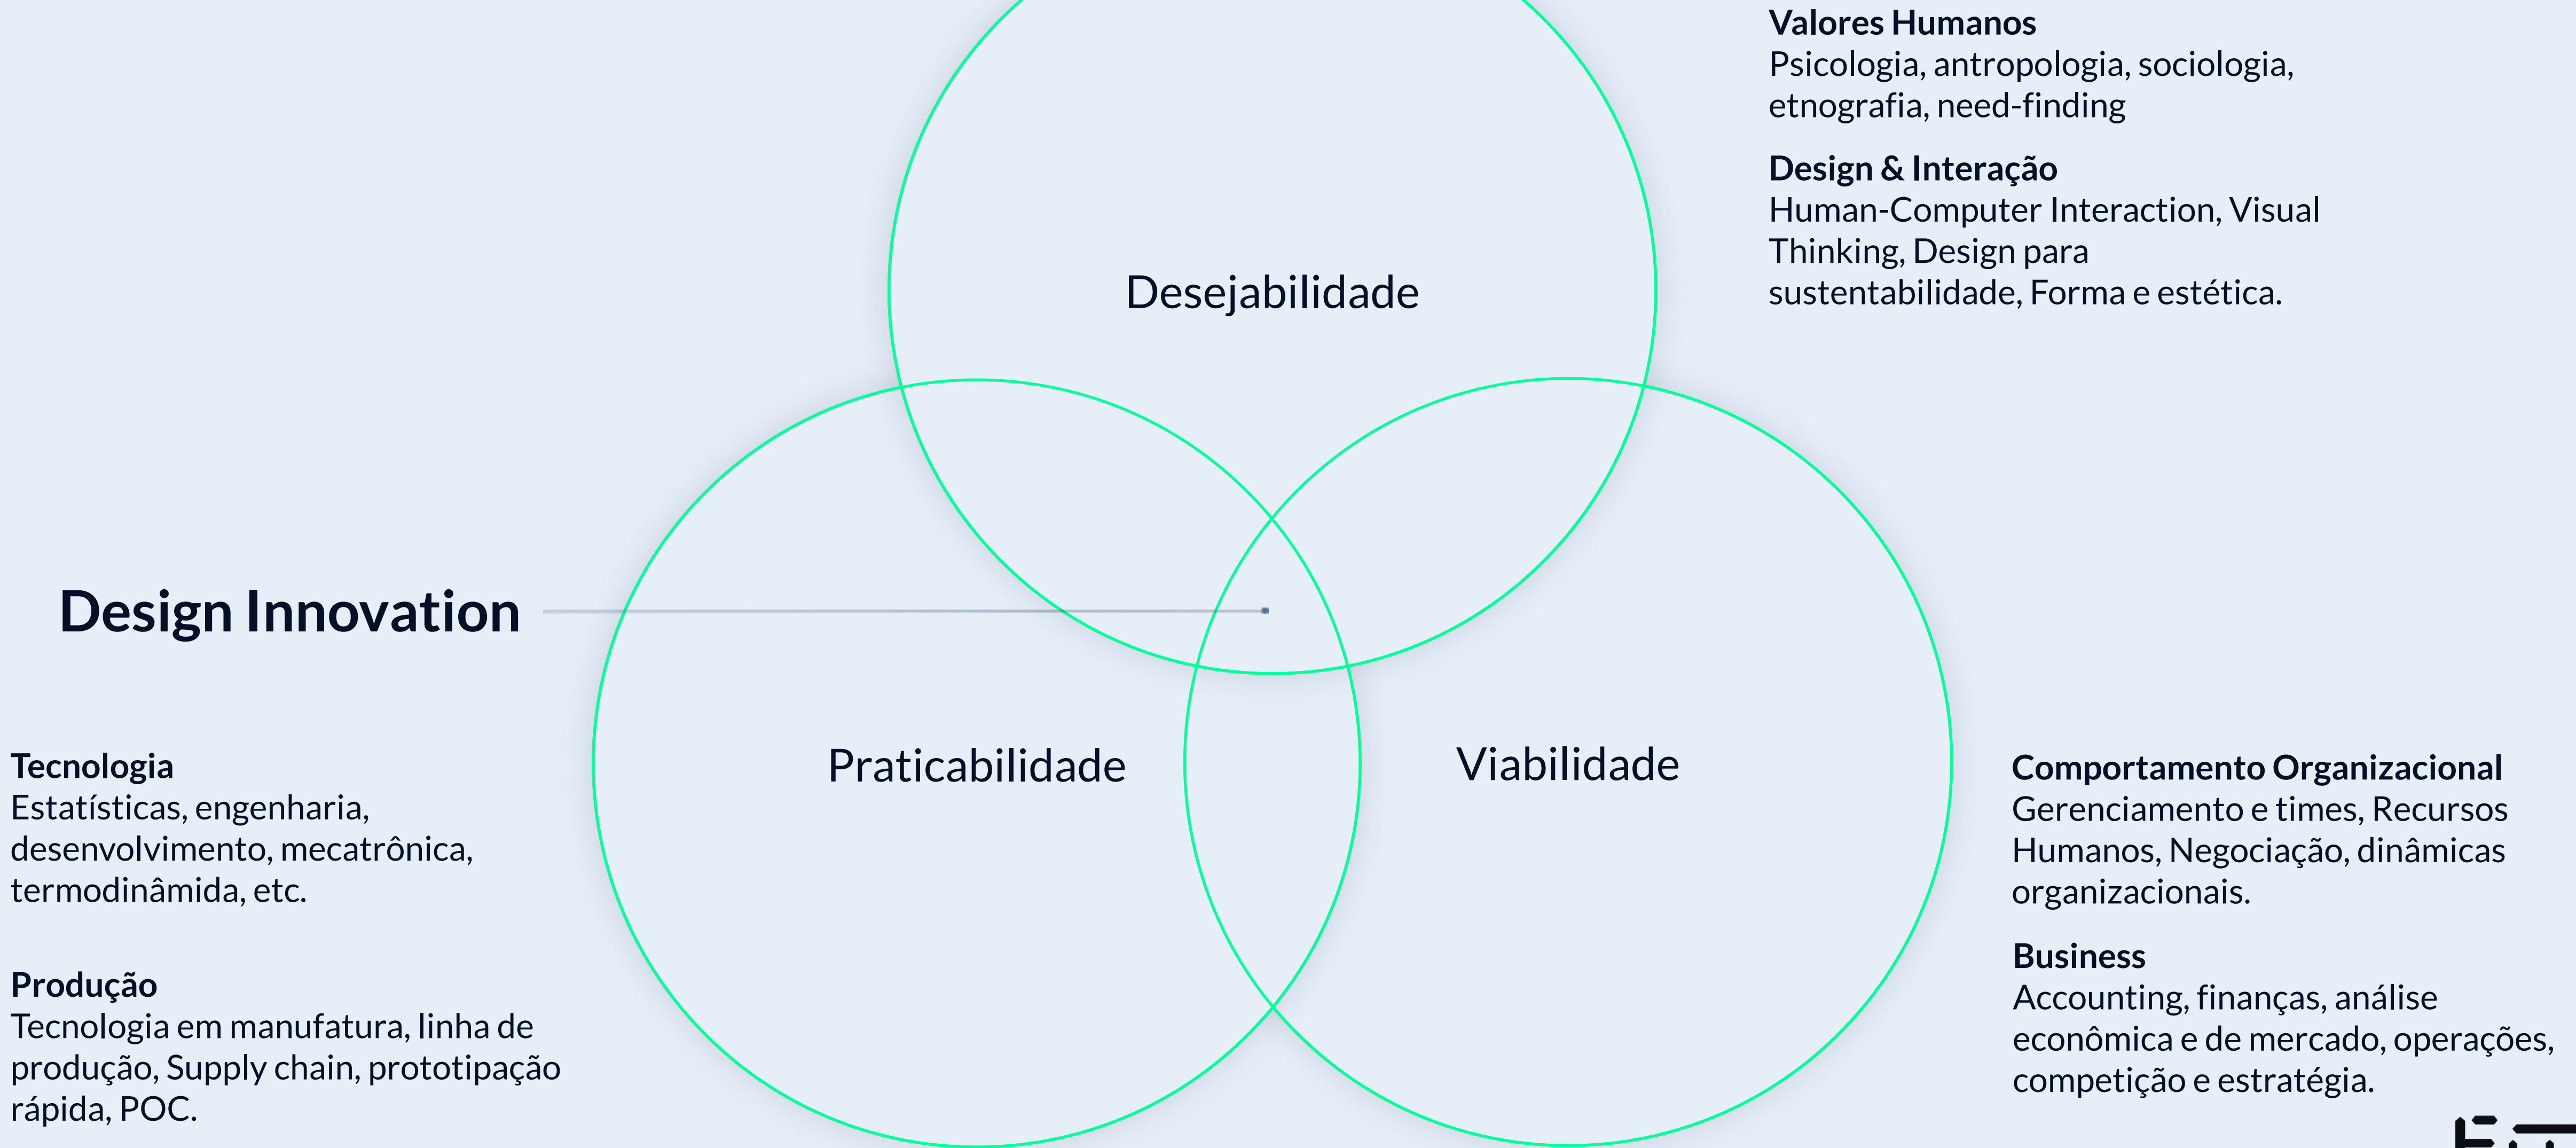 Valores Humanos
Psicologia, antropologia, sociologia,
etnografia, need-finding
Design & Interação
Human-Computer Interaction, Visual
Thinking, Design para
sustentabilidade, Forma e estética.
Desejabilidade
Design Innovation
Praticabilidade
Viabilidade
Tecnologia
Estatísticas, engenharia,
desenvolvimento, mecatrônica,
termodinâmida, etc.
Produção
Tecnologia em manufatura, linha de
produção, Supply chain, prototipação
rápida, POC.
Comportamento Organizacional
Gerenciamento e times, Recursos
Humanos, Negociação, dinâmicas
organizacionais.
Business
Accounting, finanças, análise
econômica e de mercado, operações,
competição e estratégia.